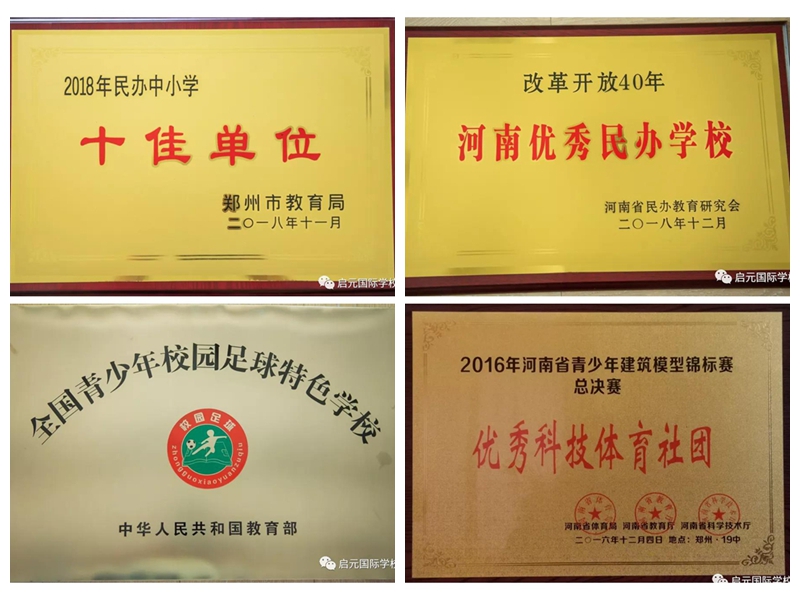 2018年民办中小学
十佳单位
郑州市教育局
二〇一八年十一月
启元国际学校
改革开放40年
河南优秀民办学校
河南省民办教育研究会
二〇一八年十二月
启元国际学校
全国青少年校园足球特色学校
校园足球
zhongguoxiaoyuanzuqiu
中华人民共和国教育部
启元国际学校
2016年河南省青少年建筑模型锦标赛
总决赛
优秀科技体育社团
河南省体育局 河南省教育厅 河南省科学技术厅
二〇一六年十二月四日 地点：郑州·19中
启元国际学校